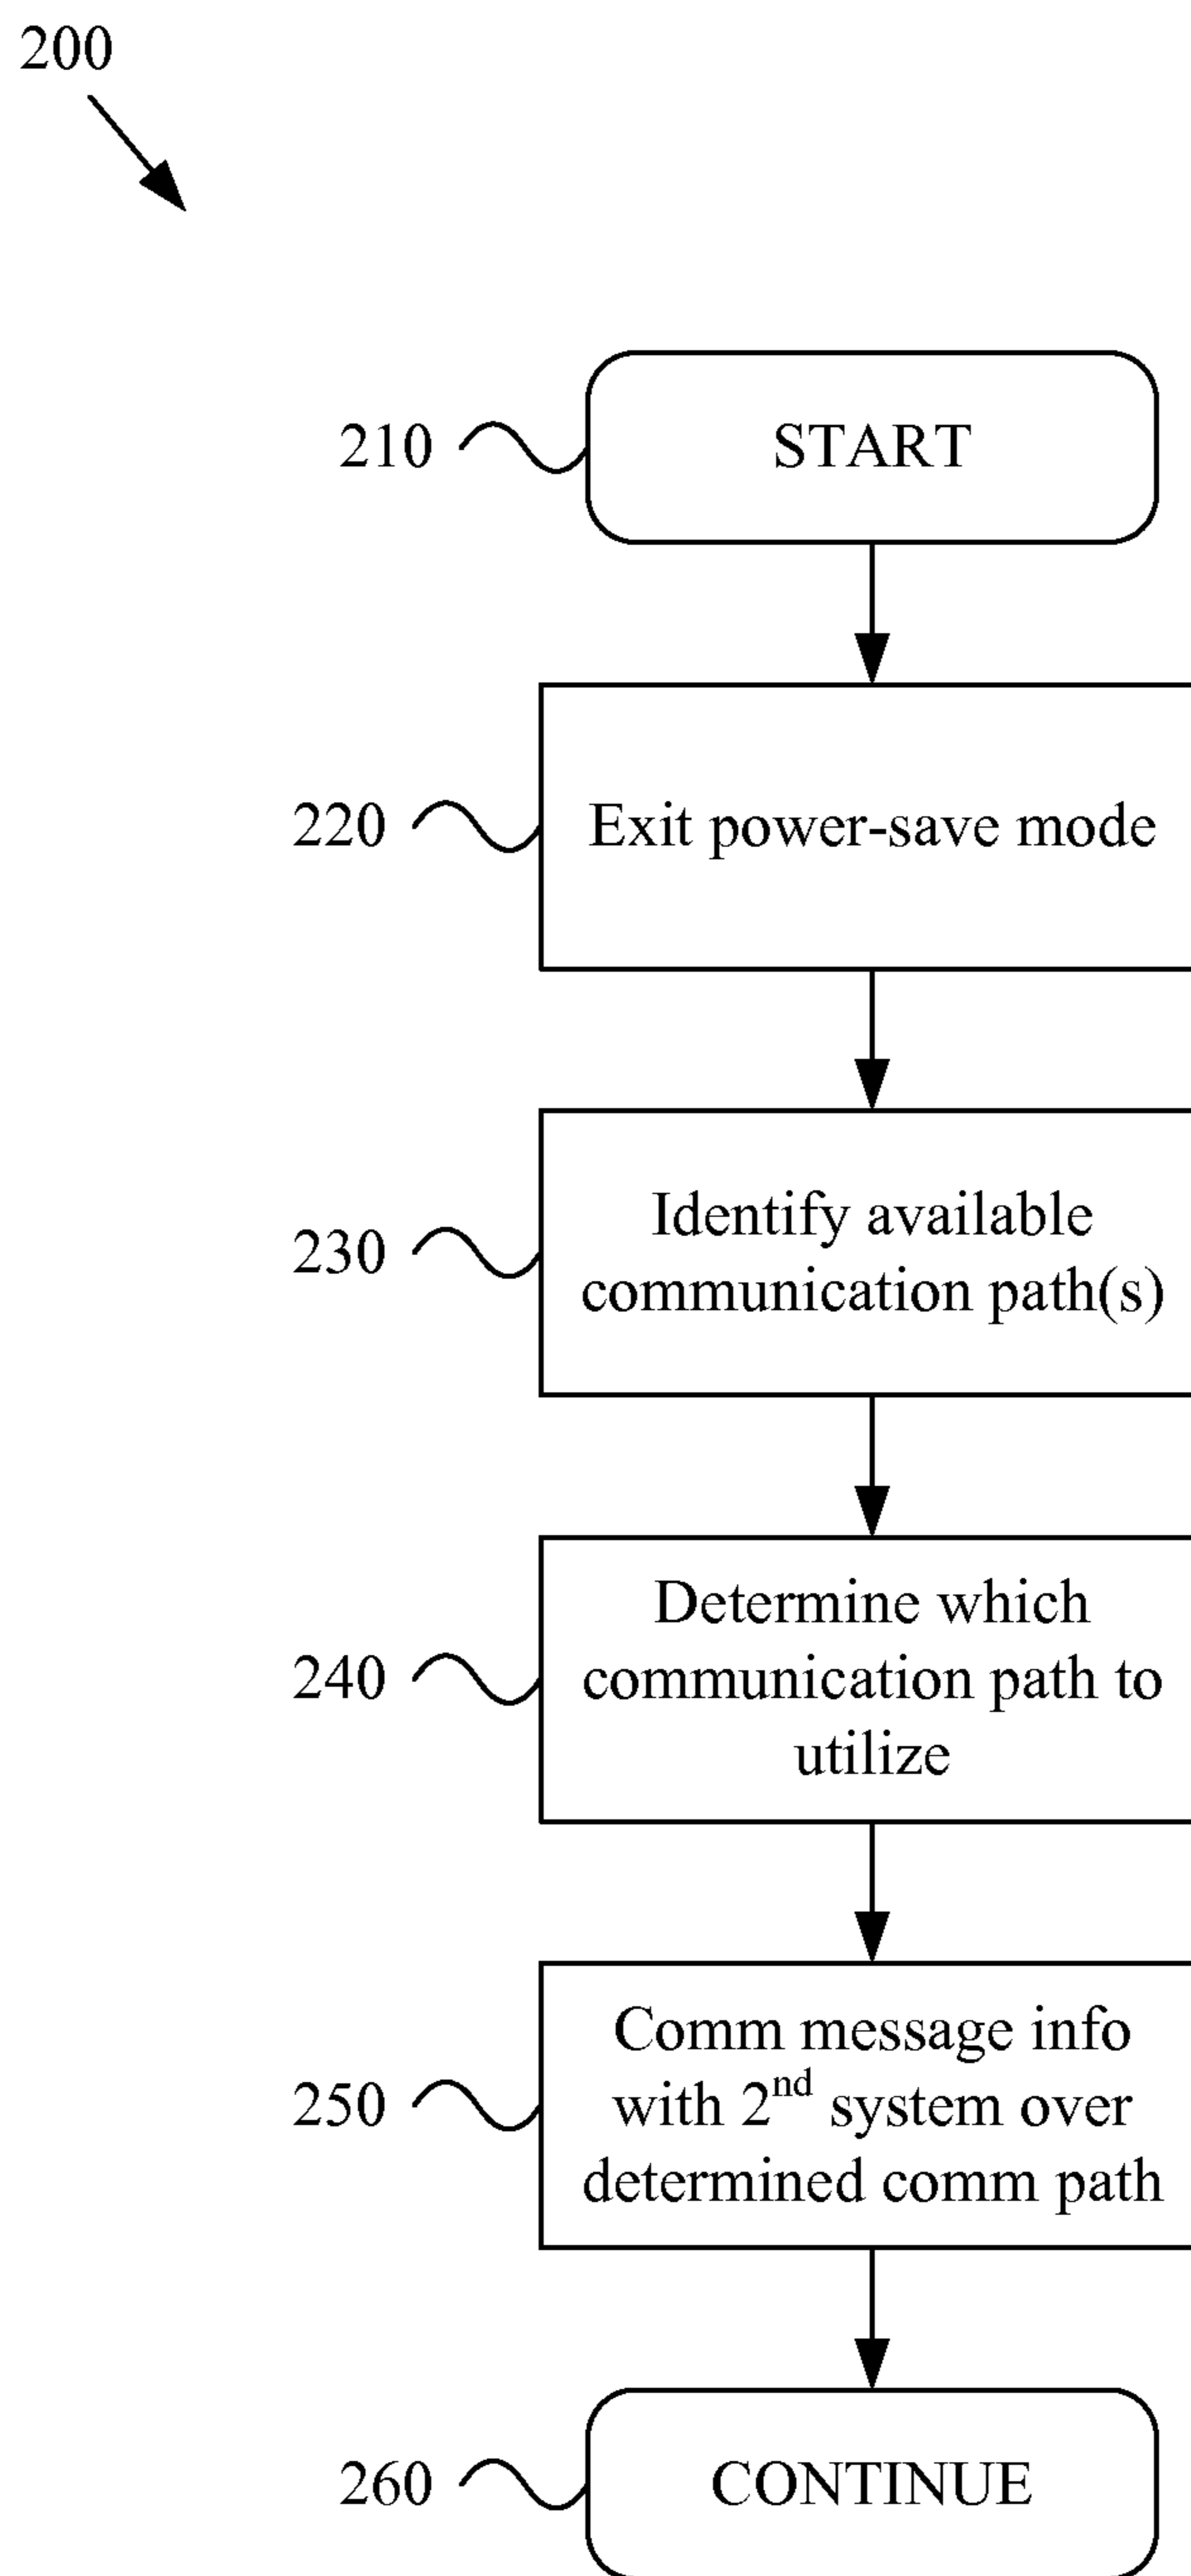 200
210
START
220
Exit power-save mode
230
Identify available
communication path(s)
240
Determine which
communication path to
utilize
250
Comm message info
with 2nd system over
determined comm path
260
CONTINUE